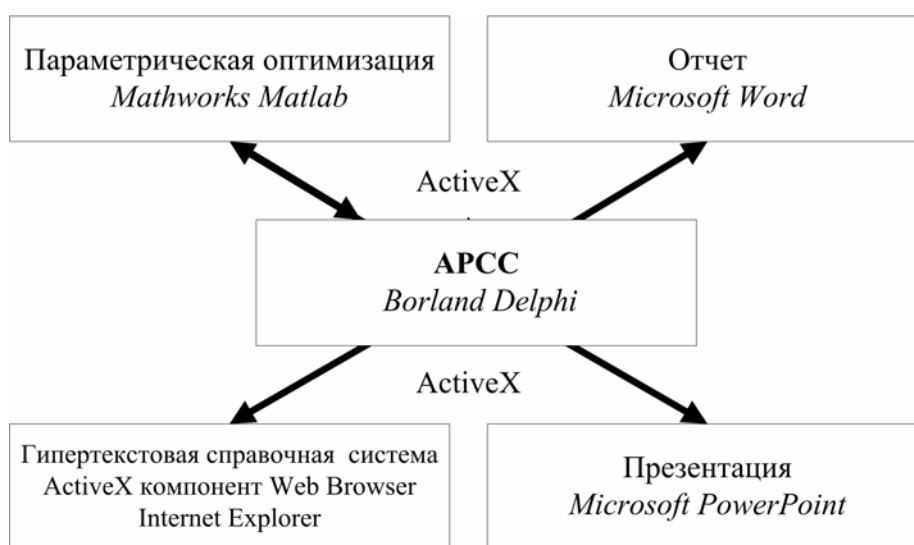 Параметрическая оптимизация
Mathworks Matlab
Отчет
Microsoft Word
ActiveX
АРСС
Borland Delphi
ActiveX
Гипертекстовая справочная система
ActiveX компонент Web Browser
Internet Explorer
Презентация
Microsoft PowerPoint